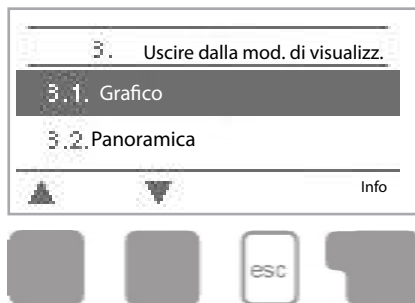 3. Uscire dalla mod. di visualizz.
3.1. Grafico
3.2. Panoramica
Info
esc